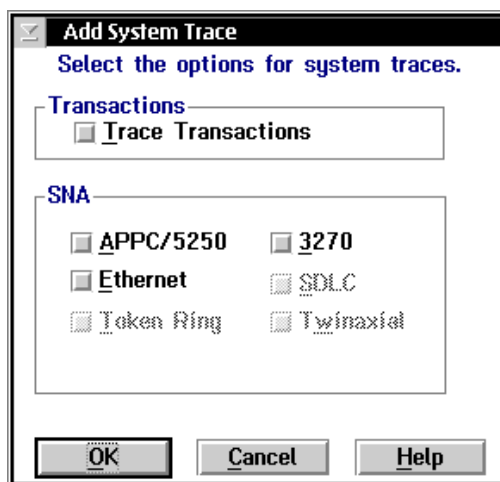 Add System Trace
Select the options for system traces.
Transactions
Trace Transactions
SNA
APPC/5250 3270
Ethernet SDLC
Token Ring Twinaxial
OK Cancel Help